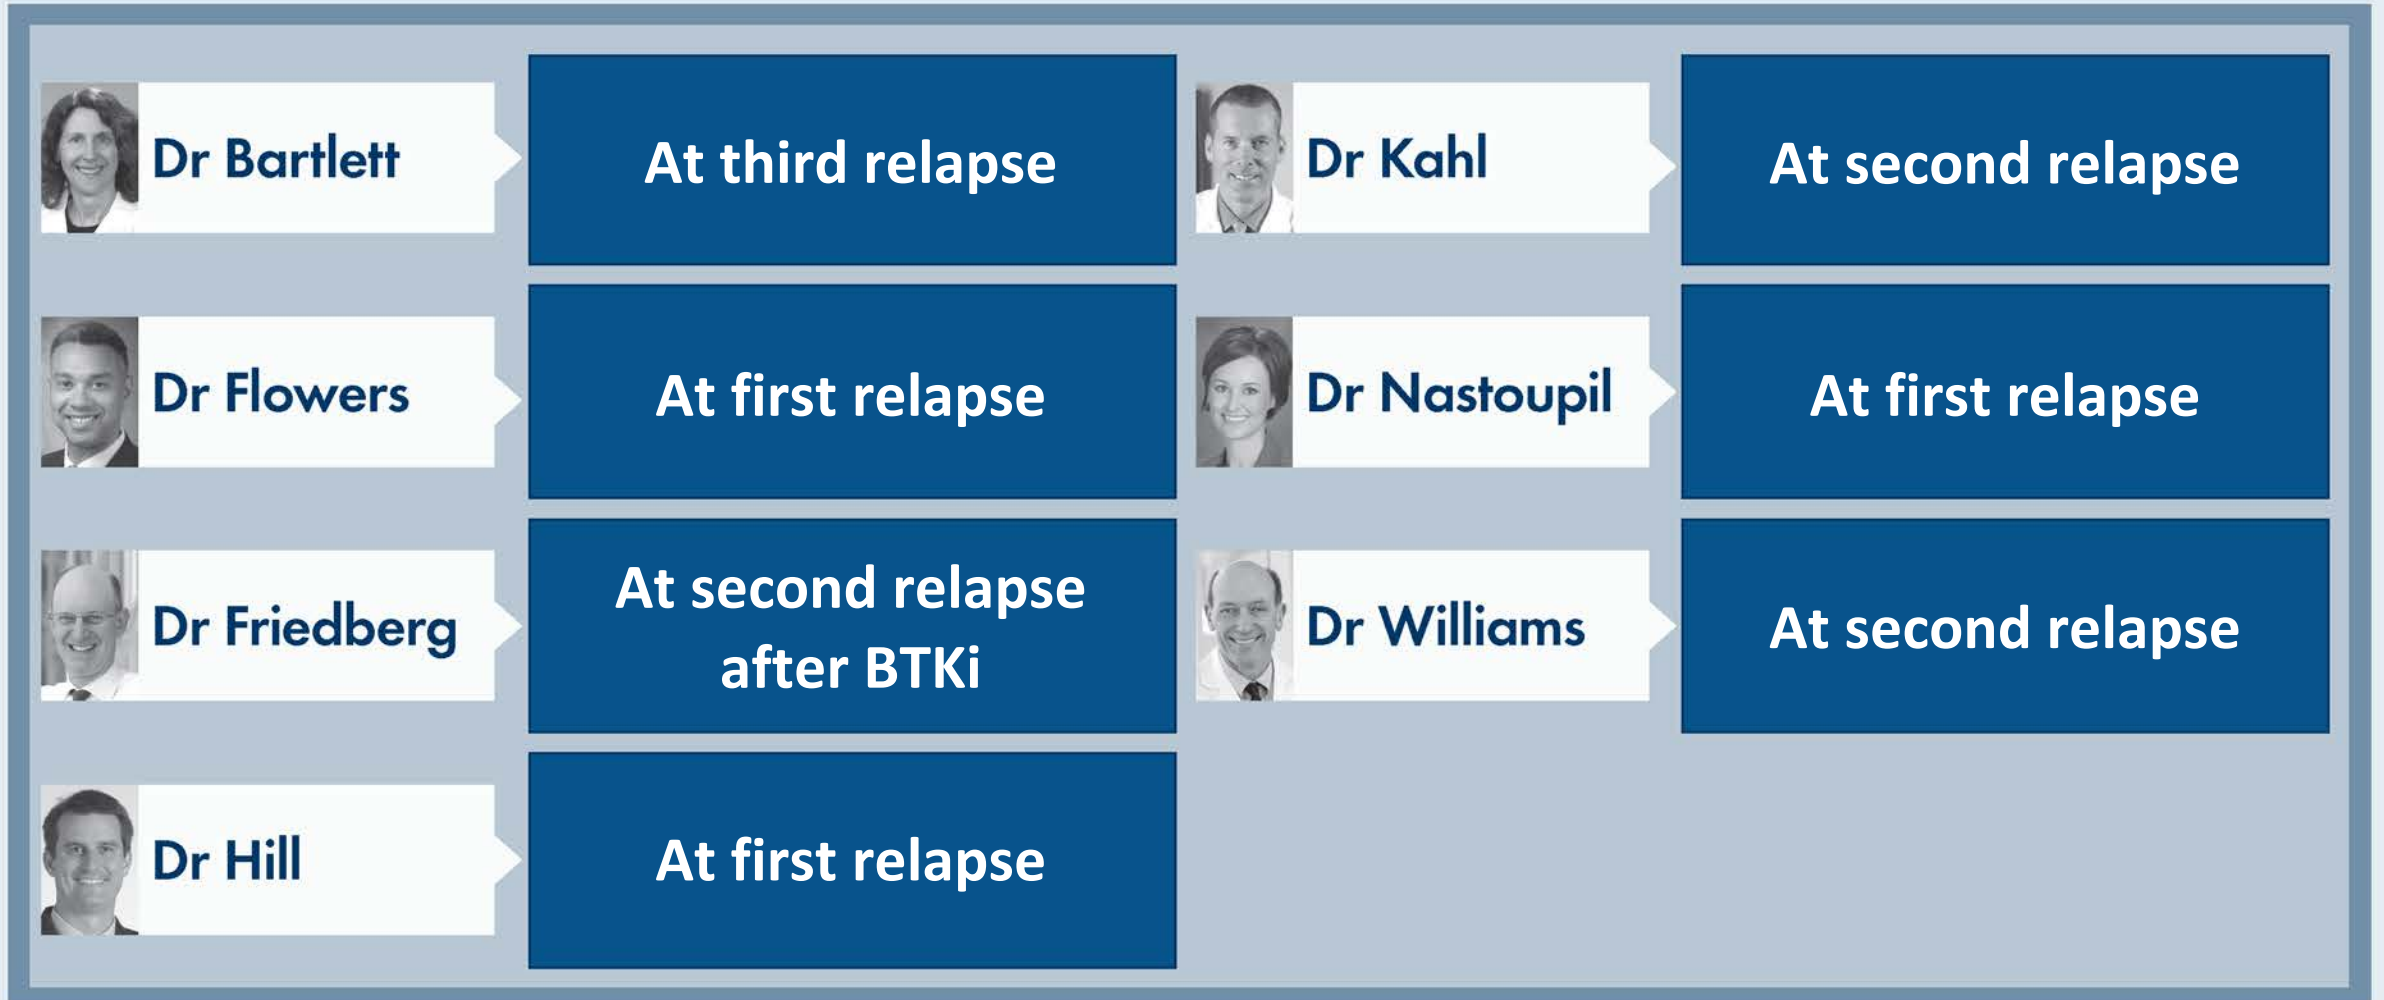 Dr Bartlett
At third relapse
Dr Kahl
At second relapse
Dr Flowers
At first relapse
Dr Nastoupil
At first relapse
Dr Friedberg
At second relapse
after BTKi
Dr Williams
At second relapse
Dr Hill
At first relapse